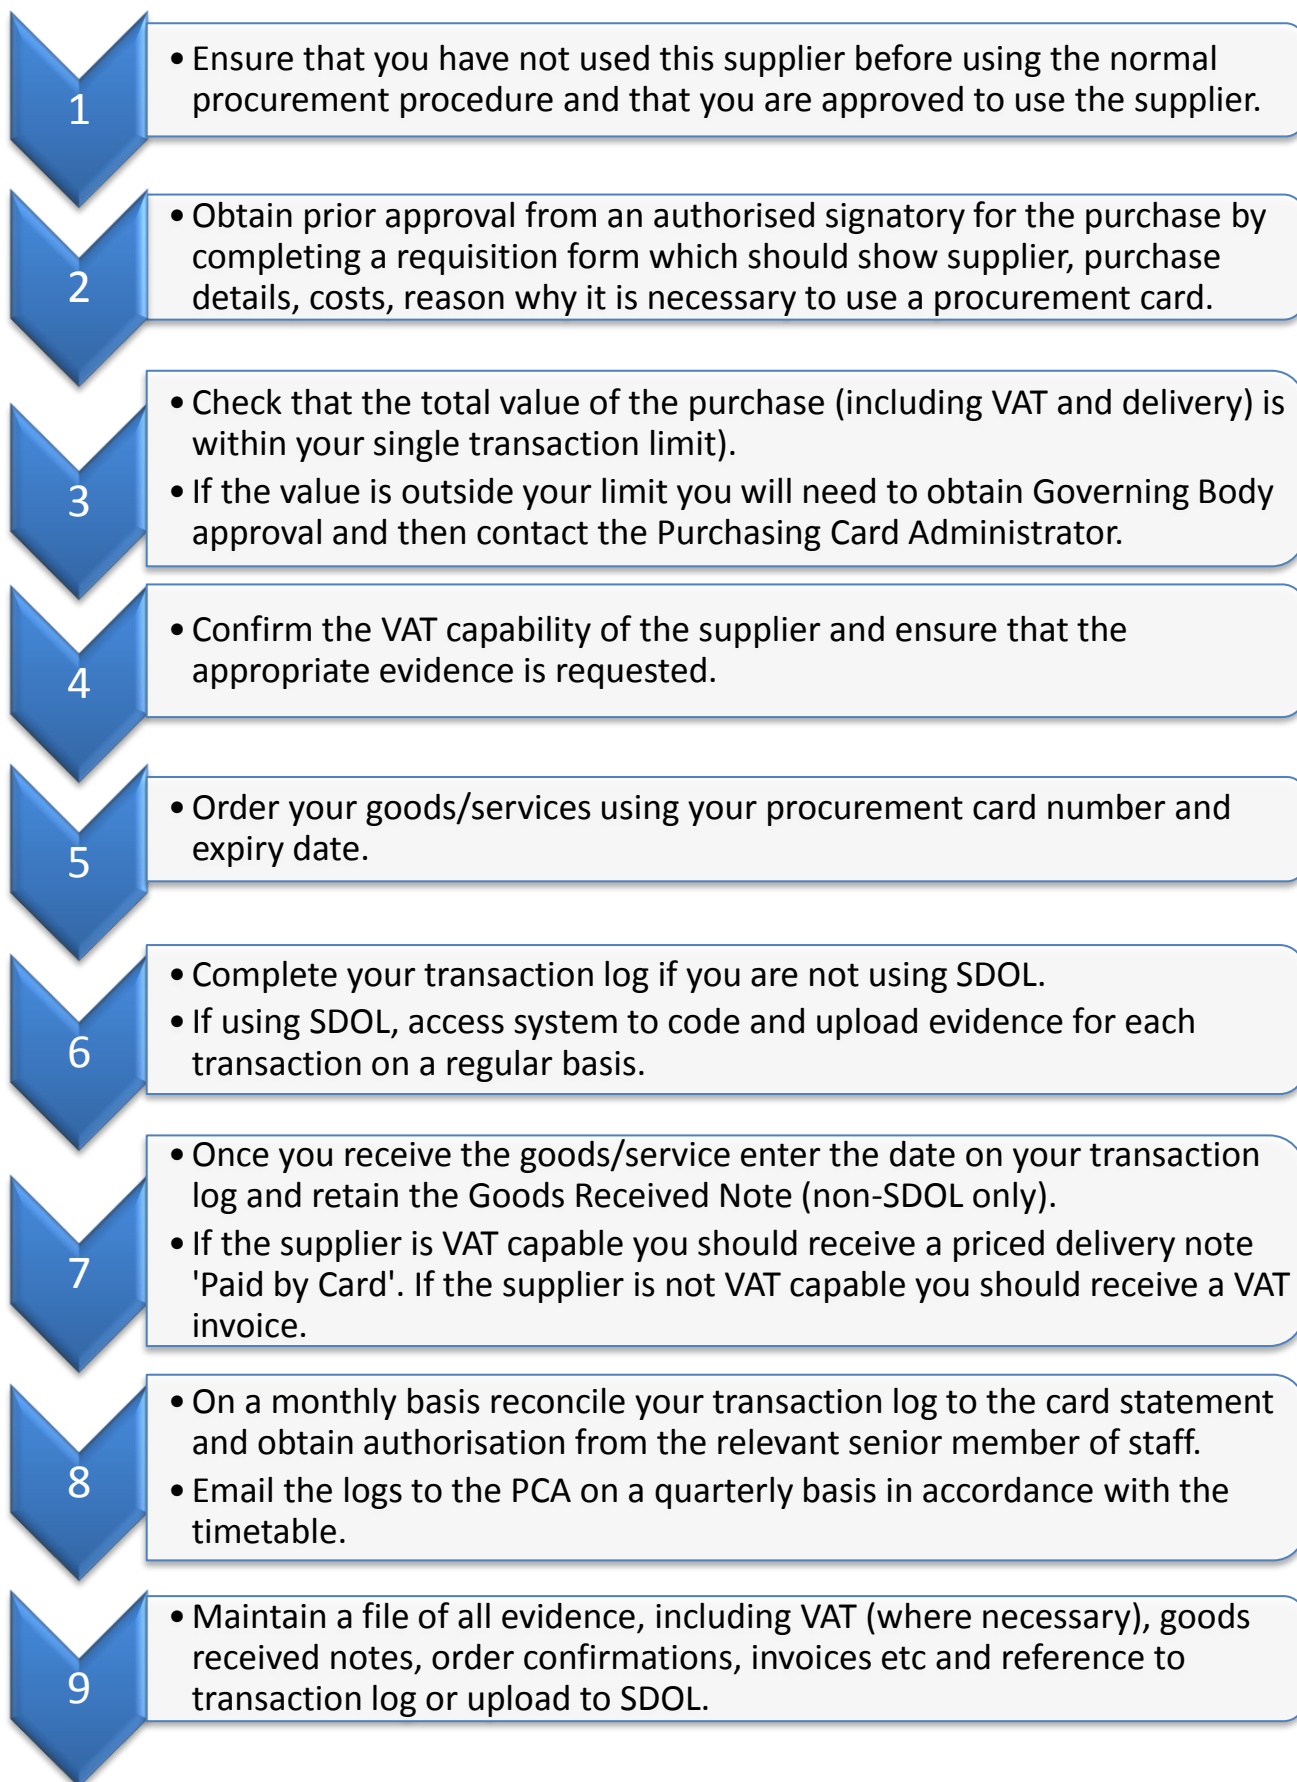 1
• Ensure that you have not used this supplier before using the normal
procurement procedure and that you are approved to use the supplier.
2
• Obtain prior approval from an authorised signatory for the purchase by
completing a requisition form which should show supplier, purchase
details, costs, reason why it is necessary to use a procurement card.
3
• Check that the total value of the purchase (including VAT and delivery) is
within your single transaction limit).
• If the value is outside your limit you will need to obtain Governing Body
approval and then contact the Purchasing Card Administrator.
4
• Confirm the VAT capability of the supplier and ensure that the
appropriate evidence is requested.
5
• Order your goods/services using your procurement card number and
expiry date.
6
• Complete your transaction log if you are not using SDOL.
• If using SDOL, access system to code and upload evidence for each
transaction on a regular basis.
7
• Once you receive the goods/service enter the date on your transaction
log and retain the Goods Received Note (non-SDOL only).
• If the supplier is VAT capable you should receive a priced delivery note
'Paid by Card'. If the supplier is not VAT capable you should receive a VAT
invoice.
8
• On a monthly basis reconcile your transaction log to the card statement
and obtain authorisation from the relevant senior member of staff.
• Email the logs to the PCA on a quarterly basis in accordance with the
timetable.
9
• Maintain a file of all evidence, including VAT (where necessary), goods
received notes, order confirmations, invoices etc and reference to
transaction log or upload to SDOL.